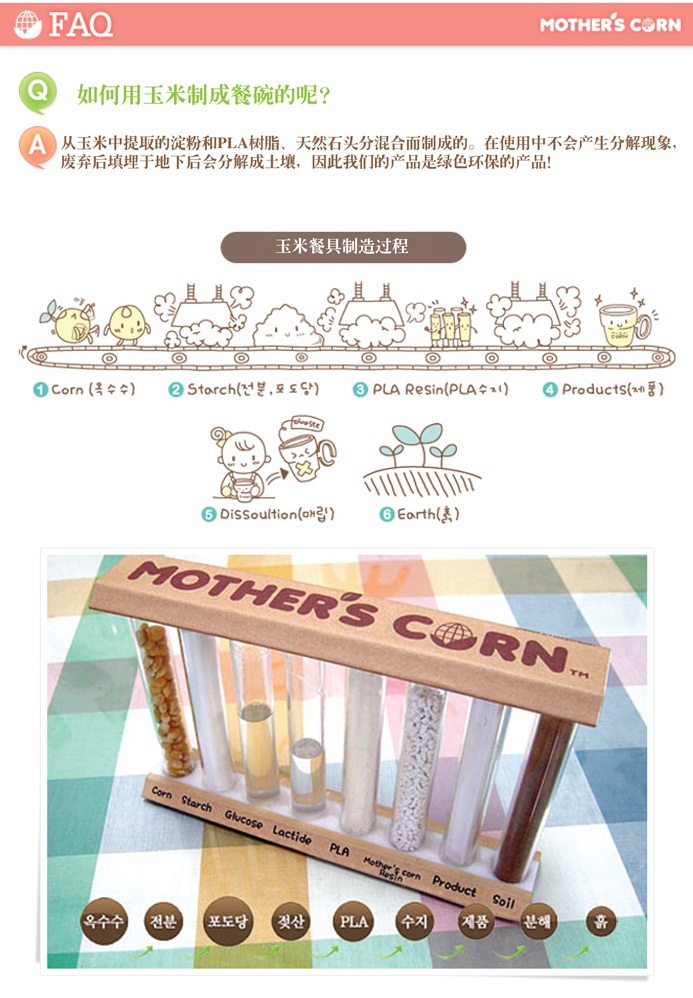 FAQ
MOTHER'S CORN
Q
如何用玉米制成餐碗的呢?
A
从玉米中提取的淀粉和PLA树脂、天然石头分混合而制成的。在使用中不会产生分解现象,
废弃后填埋于地下后会分解成土壤, 因此我们的产品是绿色环保的产品!
玉米餐具制造过程
1 Corn (옥수수)
2 Starch(전분,포도당)
3 PLA Resin(PLA수지)
4 Products(제품)
5 Dissoultion(매립)
6 Earth(흙)
MOTHER'S CORN TM
Corn Starch Glucose Lactide PLA Mother's corn Resin Product Soil
옥수수 전분 포도당 젖산 PLA 수지 제품 분해 흙